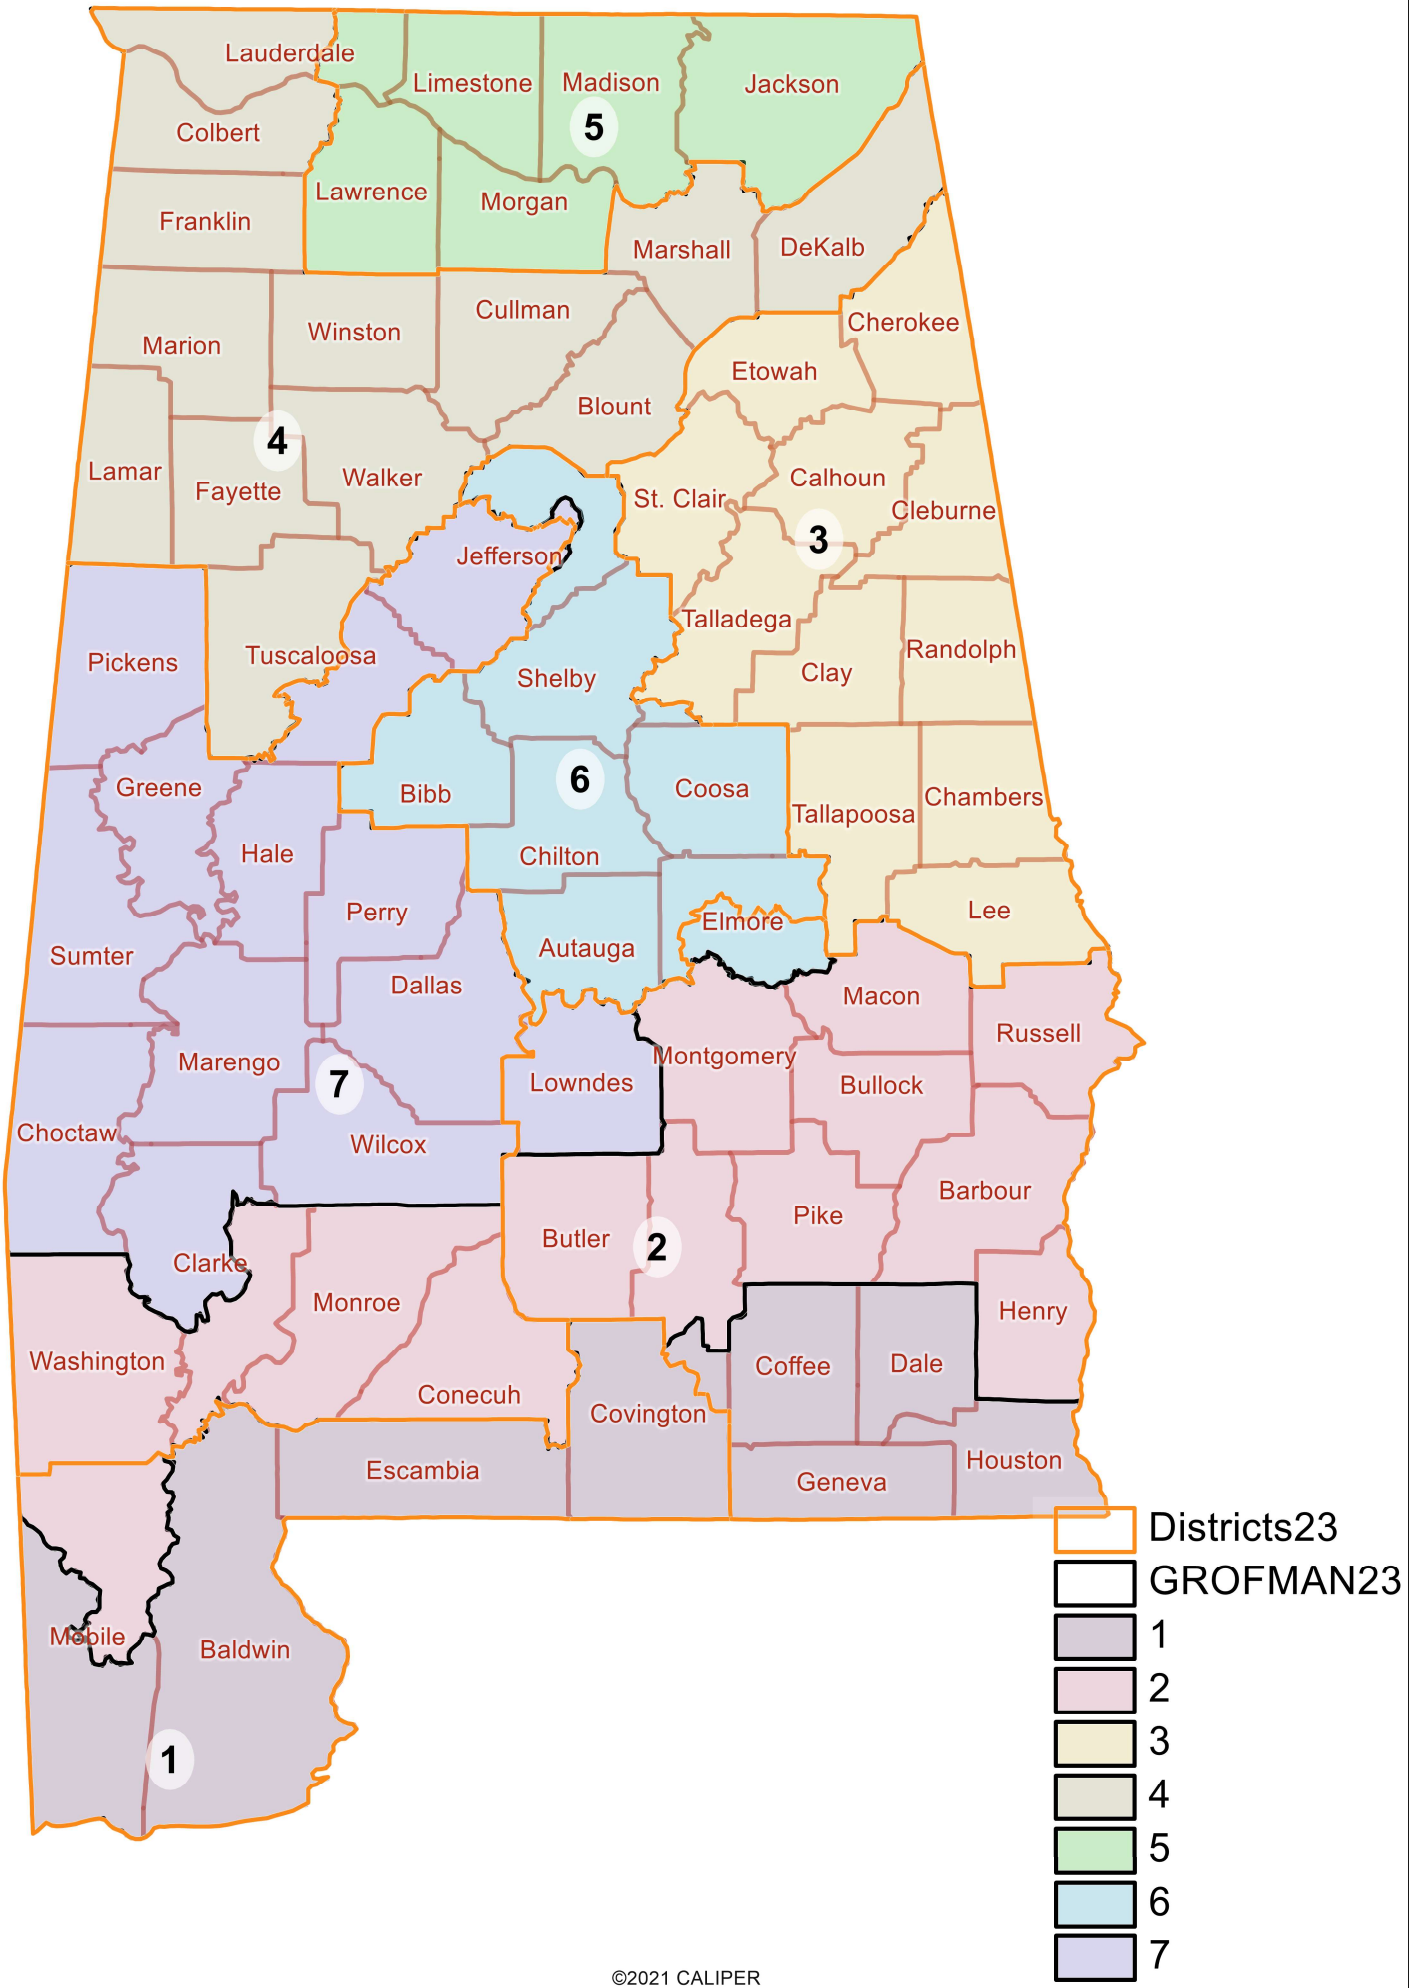 Lauderdale
Limestone
Madison
Jackson
5
Colbert
Lawrence
Morgan
Franklin
Marshall
DeKalb
Cullman
Cherokee
Winston
Marion
Etowah
Blount
4
Lamar
Walker
Fayette
St. Clair
Calhoun
Cleburne
3
Jefferson
Talladega
Randolph
Tuscaloosa
Pickens
Clay
Shelby
6
Greene
Bibb
Coosa
Chambers
Tallapoosa
Hale
Chilton
Perry
Lee
Elmore
Autauga
Sumter
Dallas
Macon
Russell
Montgomery
Marengo
7
Lowndes
Bullock
Choctaw
Wilcox
Barbour
Pike
Butler
2
Clarke
Monroe
Henry
Washington
Coffee
Dale
Conecuh
Covington
Houston
Escambia
Geneva
Mobile
Baldwin
1
Districts23
GROFMAN23
1
2
3
4
5
6
7
©2021 CALIPER